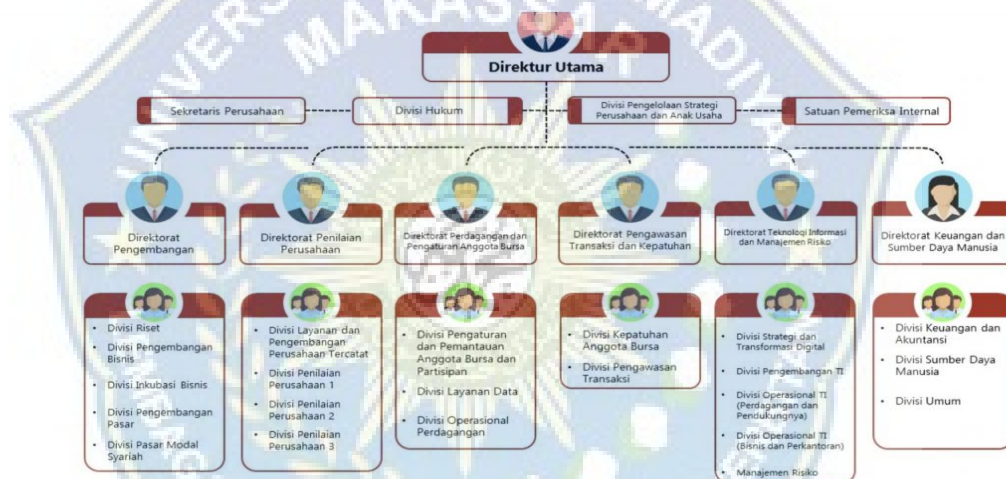 UNIVERS
MAKASSAR
MADIYAH
Direktur Utama
Sekretaris Perusahaan
Divisi Hukum
Divisi Pengelolaan Strategi
Perusahaan dan Anak Usaha
Satuan Pemeriksa Internal
Direktorat
Pengembangan
Direktorat Penilaian
Perusahaan
Direktorat Perdagangan dan
Pengaturan Anggota Bursa
Direktorat Pengawasan
Transaksi dan Kepatuhan
Direktorat Teknologi Informasi
dan Manajemen Risiko
Direktorat Keuangan dan
Sumber Daya Manusia
• Divisi Riset
• Divisi Pengembangan
Bisnis
• Divisi Inkubasi Bisnis
• Divisi Pengembangan
Pasar
• Divisi Pasar Modal
Syariah
• Divisi Layanan dan
Pengembangan
Perusahaan Tercatat
• Divisi Penilaian
Perusahaan 1
• Divisi Penilaian
Perusahaan 2
• Divisi Penilaian
Perusahaan 3
• Divisi Pengaturan
dan Pemantauan
Anggota Bursa dan
Partisipan
• Divisi Layanan Data
• Divisi Operasional
Perdagangan
• Divisi Kepatuhan
Anggota Bursa
• Divisi Pengawasan
Transaksi
• Divisi Strategi dan
Transformasi Digital
• Divisi Pengembangan TI
• Divisi Operasional TI
(Perdagangan dan
Pendukungnya)
• Divisi Operasional TI
(Bisnis dan Perkantoran)
• Manajemen Risiko
• Divisi Keuangan dan
Akuntansi
• Divisi Sumber Daya
Manusia
• Divisi Umum